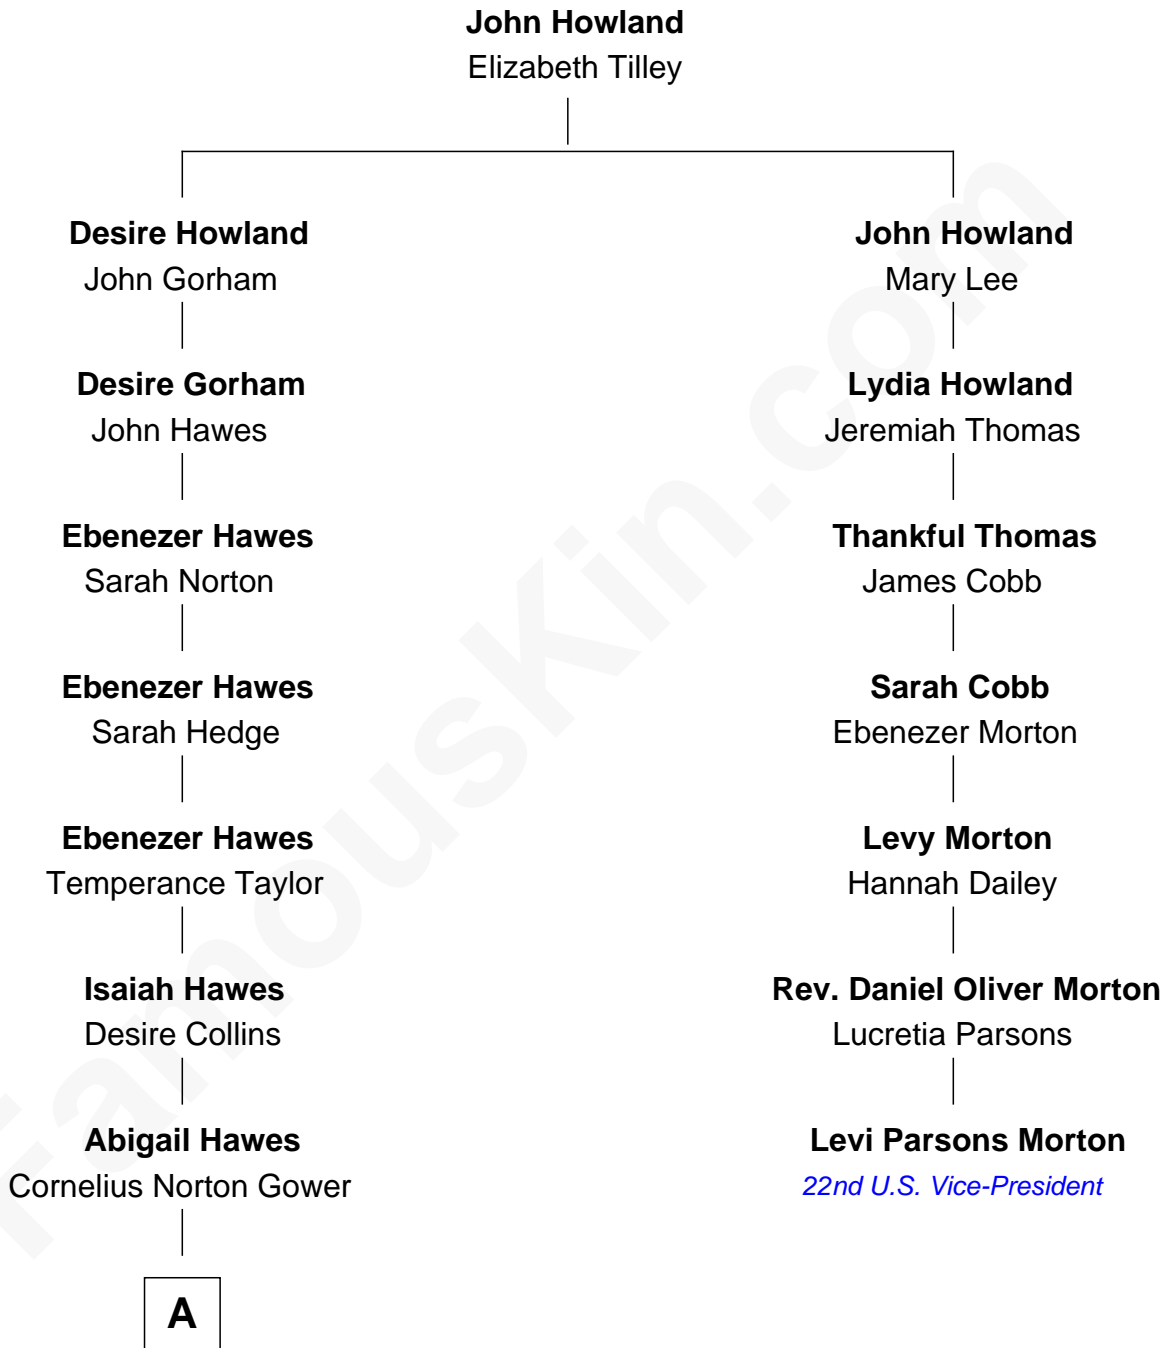 John Howland
Elizabeth Tilley
Desire Howland
John Gorham
John Howland
Mary Lee
Desire Gorham
John Hawes
Lydia Howland
Jeremiah Thomas
Ebenezer Hawes
Sarah Norton
Thankful Thomas
James Cobb
Ebenezer Hawes
Sarah Hedge
Sarah Cobb
Ebenezer Morton
Ebenezer Hawes
Temperance Taylor
Levy Morton
Hannah Dailey
Isaiah Hawes
Desire Collins
Rev. Daniel Oliver Morton
Lucretia Parsons
Abigail Hawes
Cornelius Norton Gower
Levi Parsons Morton
22nd U.S. Vice-President
A
FamousKin.com